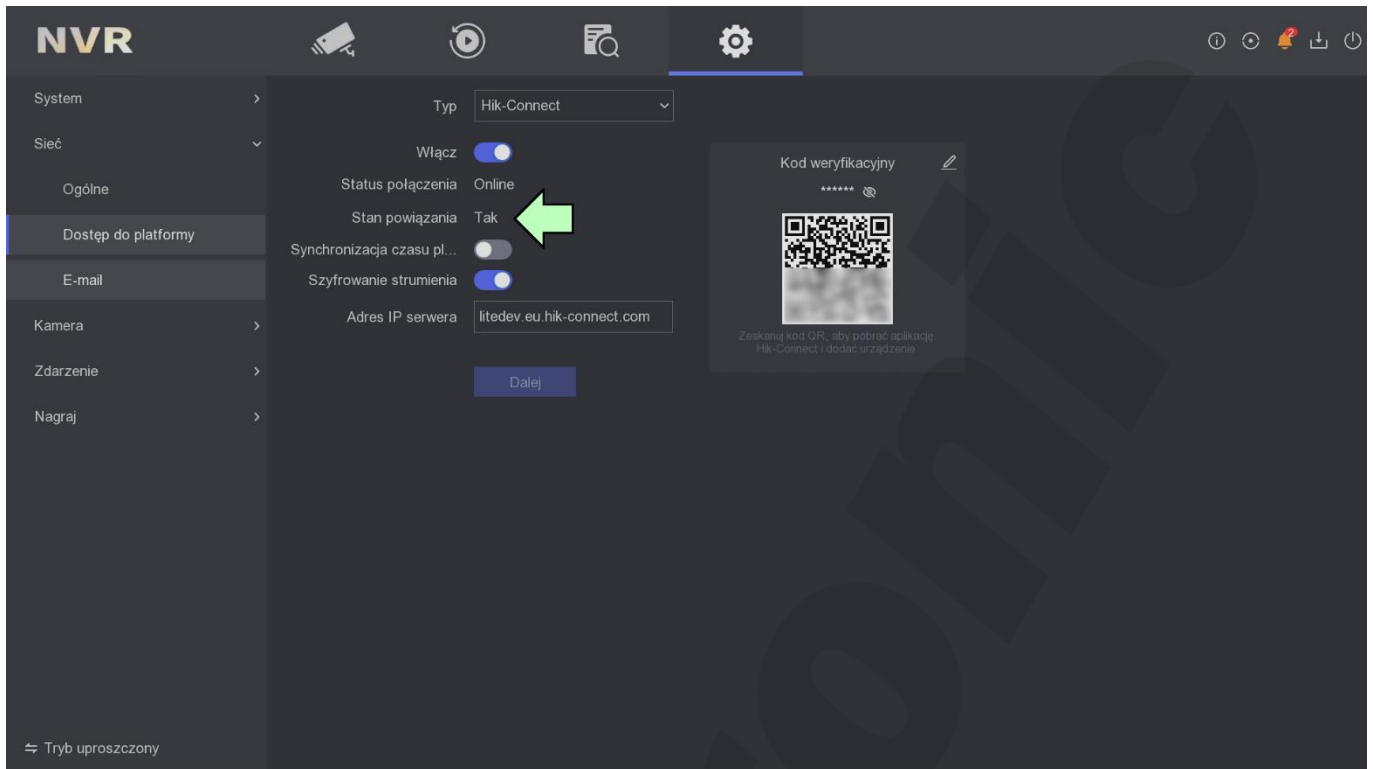 NVR
2
System
Typ
Hik-Connect
Sieć
Włącz
Kod weryfikacyjny
******
Ogólne
Status połączenia
Online
Stan powiązania
Tak
Dostęp do platformy
Synchronizacja czasu pl...
E-mail
Szyfrowanie strumienia
Kamera
Adres IP serwera
litedev.eu.hik-connect.com
Zeskanuj kod QR, aby pobrać aplikację
Hik-Connect i dodać urządzenie
Zdarzenie
Dalej
Nagraj
Tryb uproszczony
onic